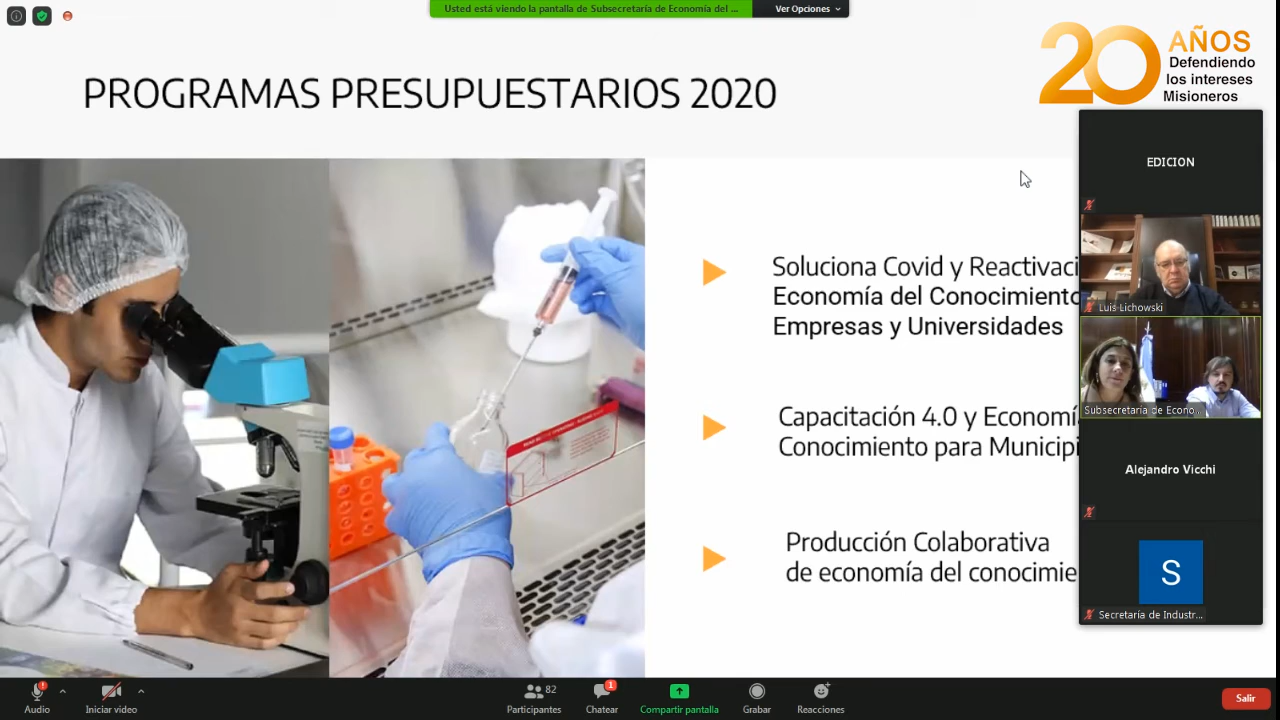 Usted está viendo la pantalla de Subsecretaría de Economía del ...
Ver Opciones
PROGRAMAS PRESUPUESTARIOS 2020
20 AÑOS
Defendiendo
los intereses
Misioneros
EDICION
Soluciona Covid y Reactivaci
Economía del Conocimiento
Empresas y Universidades
Luis Lichowski
Capacitación 4.0 y Economí
Conocimiento para Municipi
Subsecretaría de Econo...
Alejandro Vicchi
Producción Colaborativa
de economía del conocimie
S
Secretaría de Industr...
Audio
Iniciar video
82
Participantes
1
Chatear
Compartir pantalla
Grabar
Reacciones
Salir